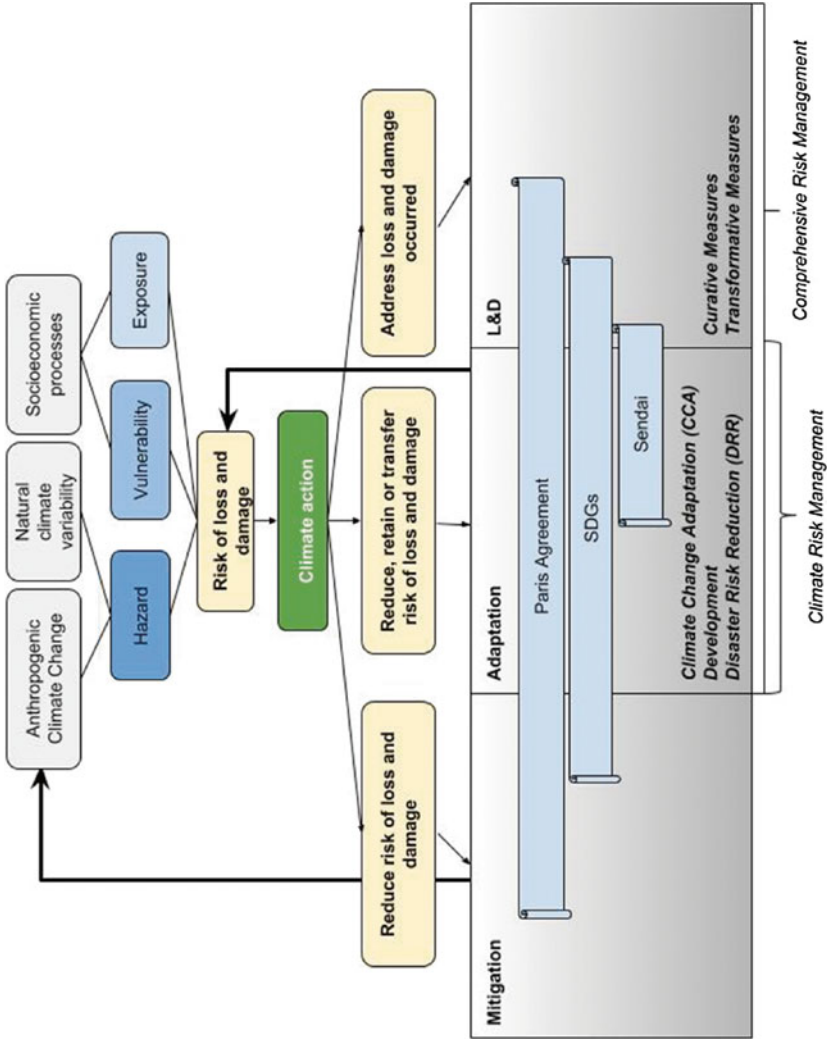 Anthropogenic
Climate Change
Natural
climate
variability
Socioeconomic
processes
Hazard
Vulnerability
Exposure
Risk of loss and
damage
Climate action
Reduce risk of loss and
damage
Reduce, retain or transfer
risk of loss and damage
Address loss and damage
occurred
Mitigation
Adaptation
L&D
Paris Agreement
SDGs
Sendai
Climate Change Adaptation (CCA)
Development
Disaster Risk Reduction (DRR)
Curative Measures
Transformative Measures
Climate Risk Management
Comprehensive Risk Management